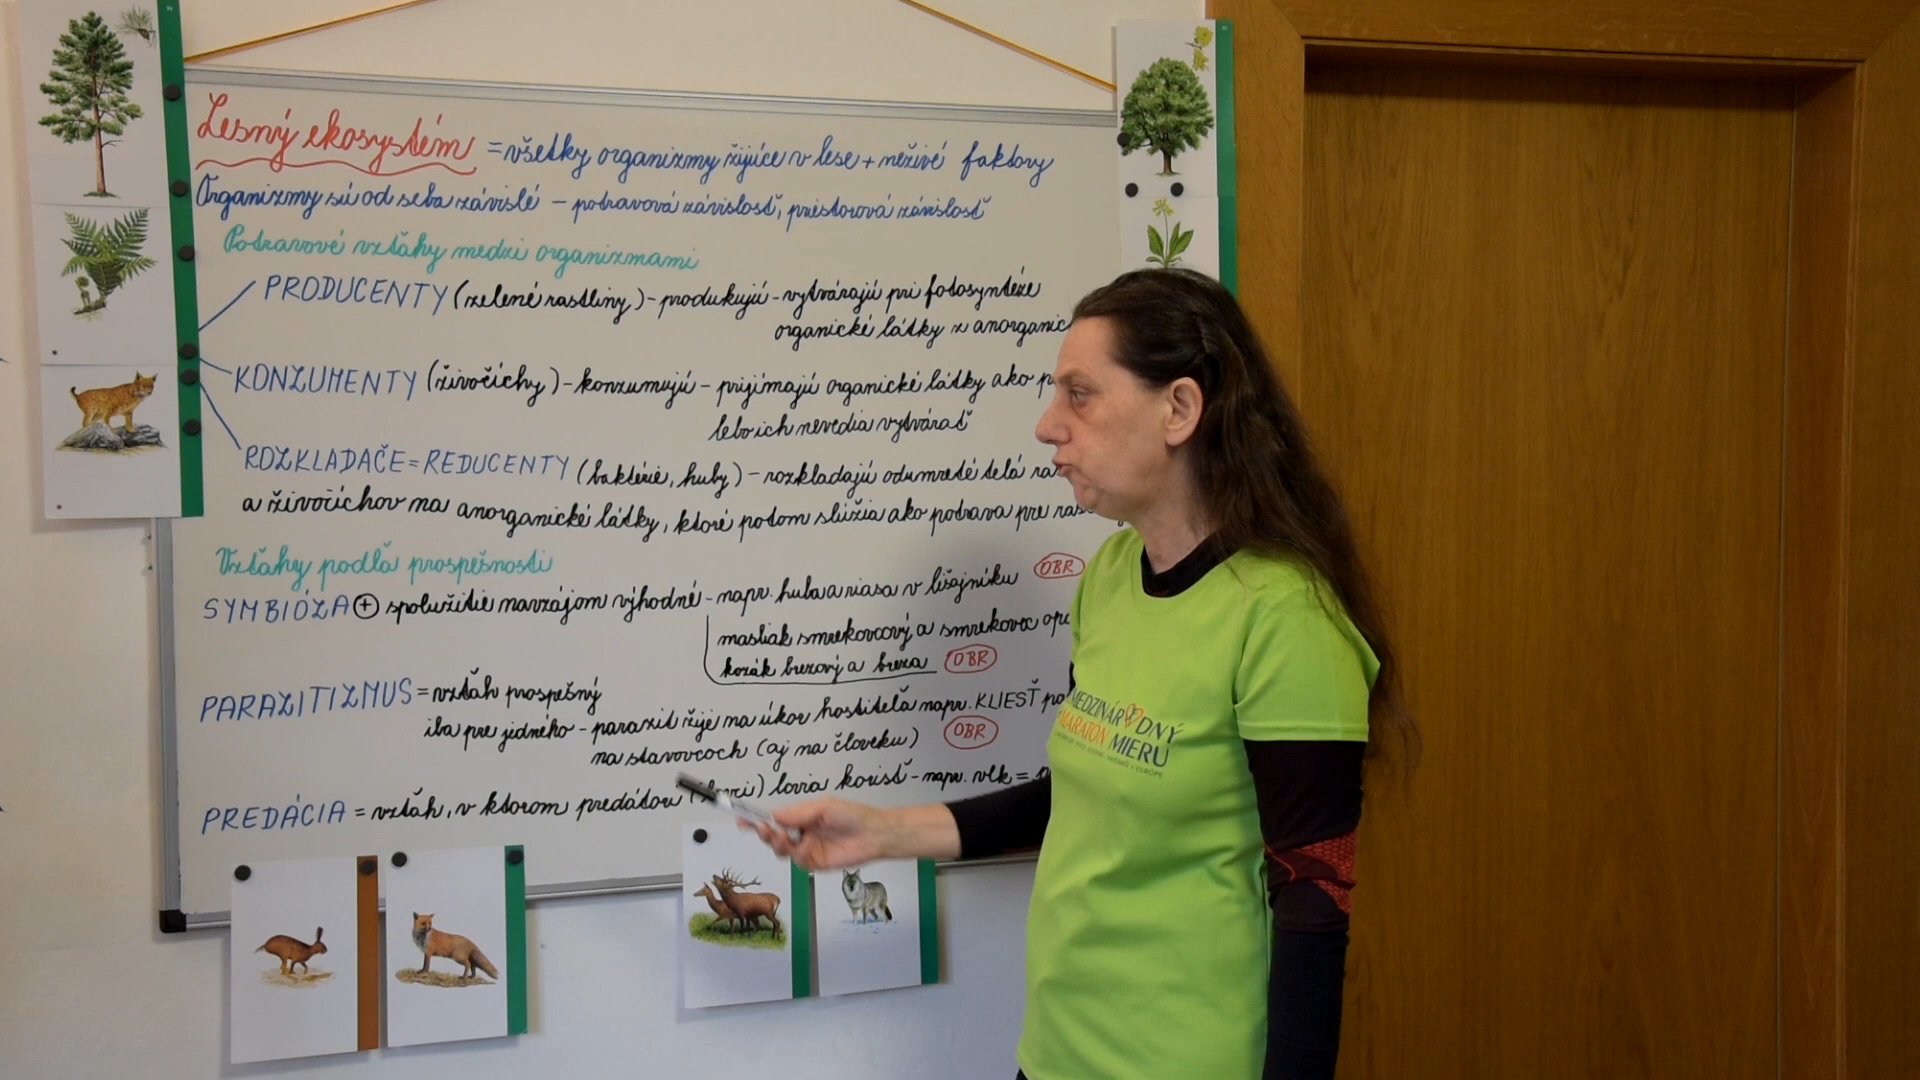 Lesný ekosystém = všetky organizmy žijúce v lese + neživé faktory
Organizmy sú od seba závislé - potravová závislosť, priestorová závislosť
Potravové vzťahy medzi organizmami
PRODUCENTY (zelené rastliny) - produkujú - vytvárajú pri fotosyntéze
organické látky z anorganic
KONZUMENTY (živočíchy) - konzumujú - prijímajú organické látky ako p
lebo ich nevedia vytvárať
ROZKLADAČE = REDUCENTY (baktérie, huby) - rozkladajú odumreté telá ra
a živočíchov na anorganické látky, ktoré potom slúžia ako potrava pre ras
Vzťahy podľa prospešnosti
SYMBIÓZA + spolužitie navzájom výhodné - napr. huba a riasa v lišajníku OBR
masliak smrekovcový a smrekovec op
kozák brezový a breza OBR
PARAZITIZMUS = vzťah prospešný
iba pre jedného - parazit žije na úkor hostiteľa napr. KLIEŠŤ pa
na stavovcoch (aj na človeku) OBR
PREDÁCIA = vzťah, v ktorom predátor lovia korisť - napr. vlk =
MEDZINÁRODNÝ
MARATÓN MIERU